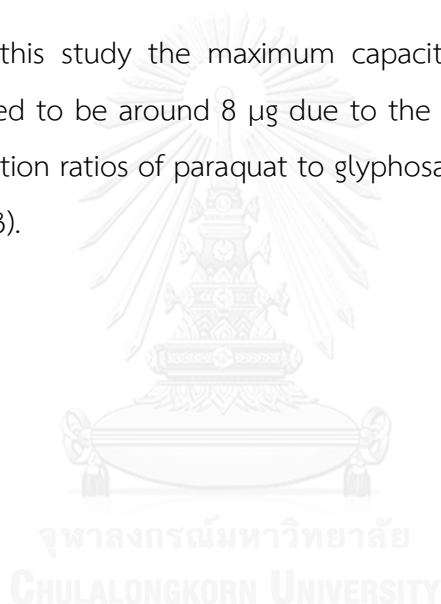 this study the maximum capacit
ed to be around 8 µg due to the
tion ratios of paraquat to glyphosa
3).
จุฬาลงกรณ์มหาวิทยาลัย
CHULALONGKORN UNIVERSITY